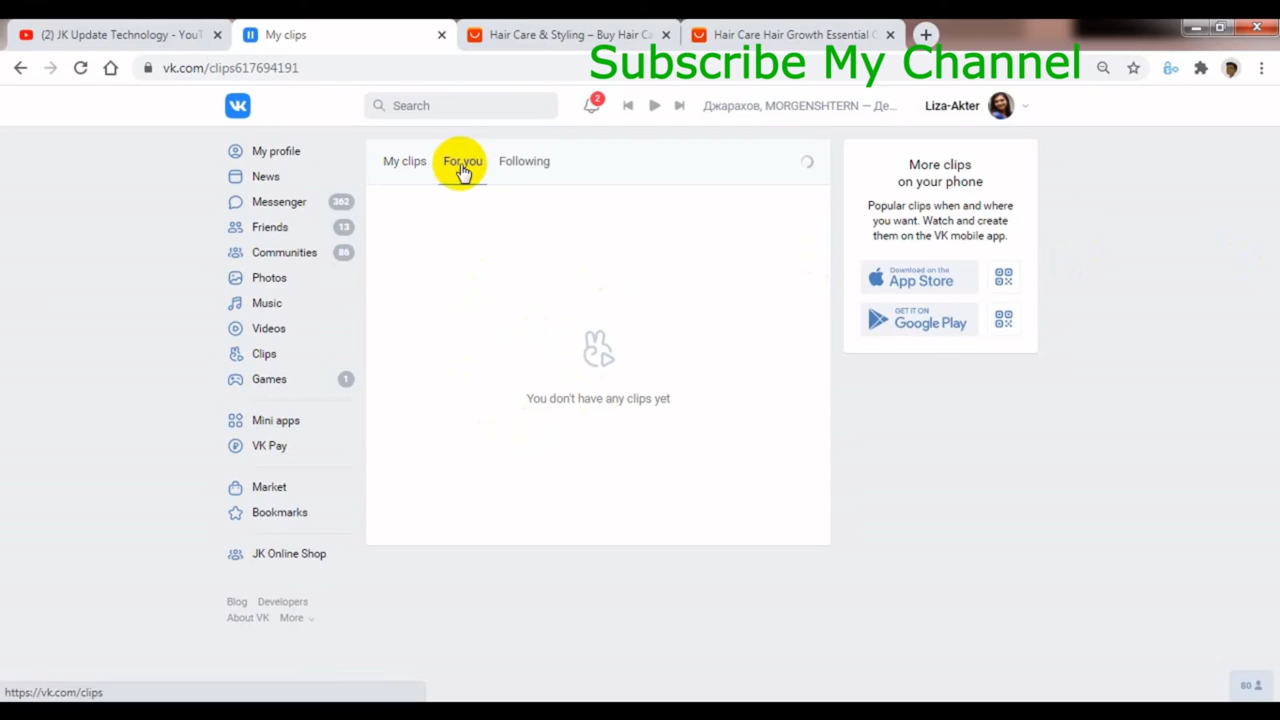 (2) JK Update Technology - YouT
My clips
Hair Care & Styling – Buy Hair Ca
Hair Care Hair Growth Essential O
Subscribe My Channel
vk.com/clips617694191
Search
2
Джарахов, MORGENSHTERN — Де...
Liza-Akter
My profile
News
Messenger 362
Friends 13
Communities 86
Photos
Music
Videos
Clips
Games 1
Mini apps
VK Pay
Market
Bookmarks
JK Online Shop
Blog Developers
About VK More
My clips For you Following
You don't have any clips yet
More clips
on your phone
Popular clips when and where
you want. Watch and create
them on the VK mobile app.
Download on the
App Store
GET IT ON
Google Play
https://vk.com/clips
60